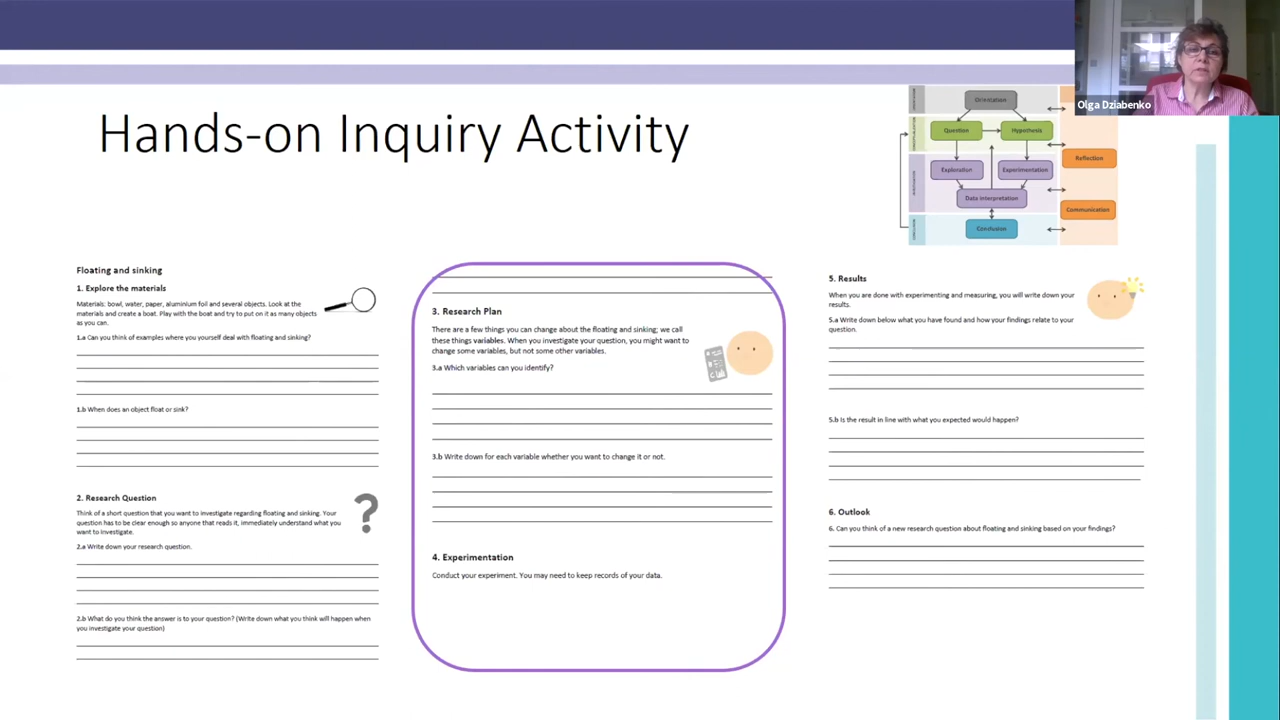 Hands-on Inquiry Activity
Olga Dziabenko
Orientation
Question
Hypothesis
Exploration
Experimentation
Data Interpretation
Conclusion
Reflection
Communication
Floating and sinking
1. Explore the materials
Materials: bowl, water, paper, aluminium foil and several objects. Look at the
materials and create a boat. Play with the boat and try to put on it as many objects
as you can.
1.a Can you think of examples where you yourself deal with floating and sinking?
1.b When does an object float or sink?
2. Research Question
Think of a short question that you want to investigate regarding floating and sinking. Your
question has to be clear enough so anyone that reads it, immediately understand what you
want to investigate.
2.a Write down your research question.
2.b What do you think the answer is to your question? (Write down what you think will happen when
you investigate your question)
3. Research Plan
There are a few things you can change about the floating and sinking; we call
these things variables. When you investigate your question, you might want to
change some variables, but not some other variables.
3.a Which variables can you identify?
3.b Write down for each variable whether you want to change it or not.
4. Experimentation
Conduct your experiment. You may need to keep records of your data.
5. Results
When you are done with experimenting and measuring, you will write down your
results.
5.a Write down below what you have found and how your findings relate to your
question.
5.b Is the result in line with what you expected would happen?
6. Outlook
6. Can you think of a new research question about floating and sinking based on your findings?